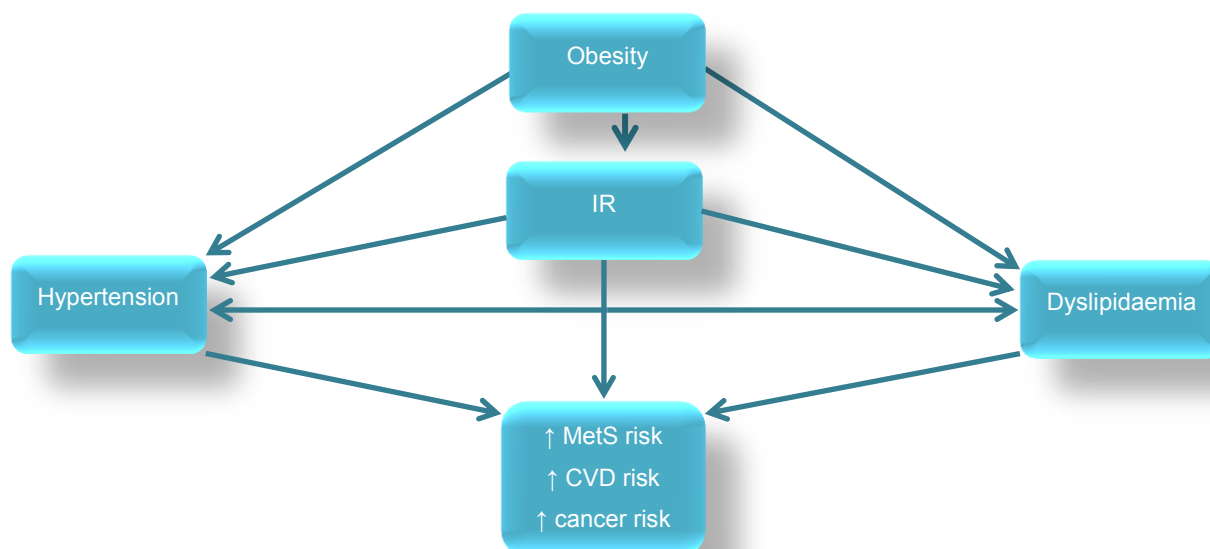 Obesity
IR
Hypertension
Dyslipidaemia
↑ MetS risk
↑ CVD risk
↑ cancer risk